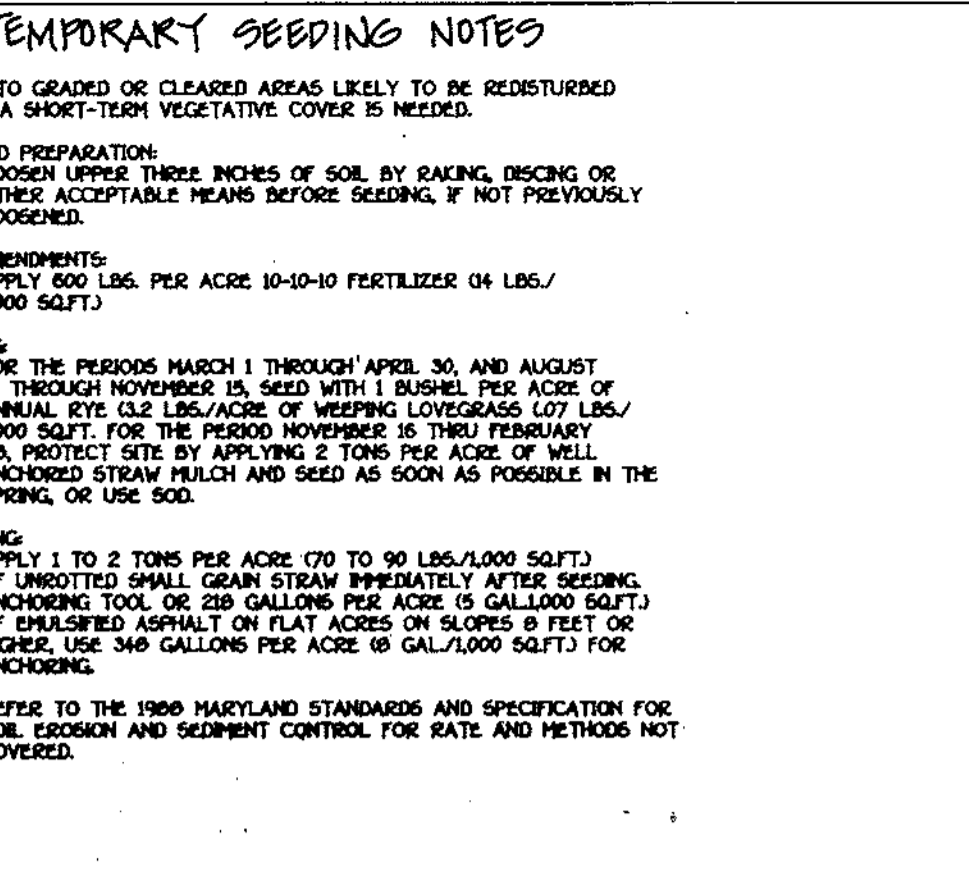 TEMPORARY SEEDING NOTES
TO GRADED OR CLEARED AREAS LIKELY TO BE REDISTURBED
A SHORT-TERM VEGETATIVE COVER IS NEEDED.
D PREPARATION:
OOSEN UPPER THREE INCHES OF SOIL BY RAKING, DISCING OR
THER ACCEPTABLE MEANS BEFORE SEEDING, IF NOT PREVIOUSLY
OOSENED.
MENDMENTS:
PPLY 600 LBS. PER ACRE 10-10-10 FERTILIZER (14 LBS./
000 SQ.FT.)
G:
OR THE PERIODS MARCH 1 THROUGH APRIL 30, AND AUGUST
THROUGH NOVEMBER 15, SEED WITH 1 BUSHEL PER ACRE OF
NNUAL RYE (3.2 LBS./ACRE OF WEEPING LOVEGRASS (.07 LBS./
000 SQ.FT. FOR THE PERIOD NOVEMBER 16 THRU FEBRUARY
8, PROTECT SITE BY APPLYING 2 TONS PER ACRE OF WELL
NCHORED STRAW MULCH AND SEED AS SOON AS POSSIBLE IN THE
PRING, OR USE SOD.
NG:
PPLY 1 TO 2 TONS PER ACRE (70 TO 90 LBS./1,000 SQ.FT.)
F UNROTTED SMALL GRAIN STRAW IMMEDIATELY AFTER SEEDING.
NCHORING TOOL OR 218 GALLONS PER ACRE (5 GAL.1,000 SQ.FT.)
F EMULSIFIED ASPHALT ON FLAT ACRES ON SLOPES 8 FEET OR
IGHER, USE 348 GALLONS PER ACRE (8 GAL./1,000 SQ.FT.) FOR
NCHORING.
EFER TO THE 1988 MARYLAND STANDARDS AND SPECIFICATION FOR
OIL EROSION AND SEDIMENT CONTROL FOR RATE AND METHODS NOT
OVERED.